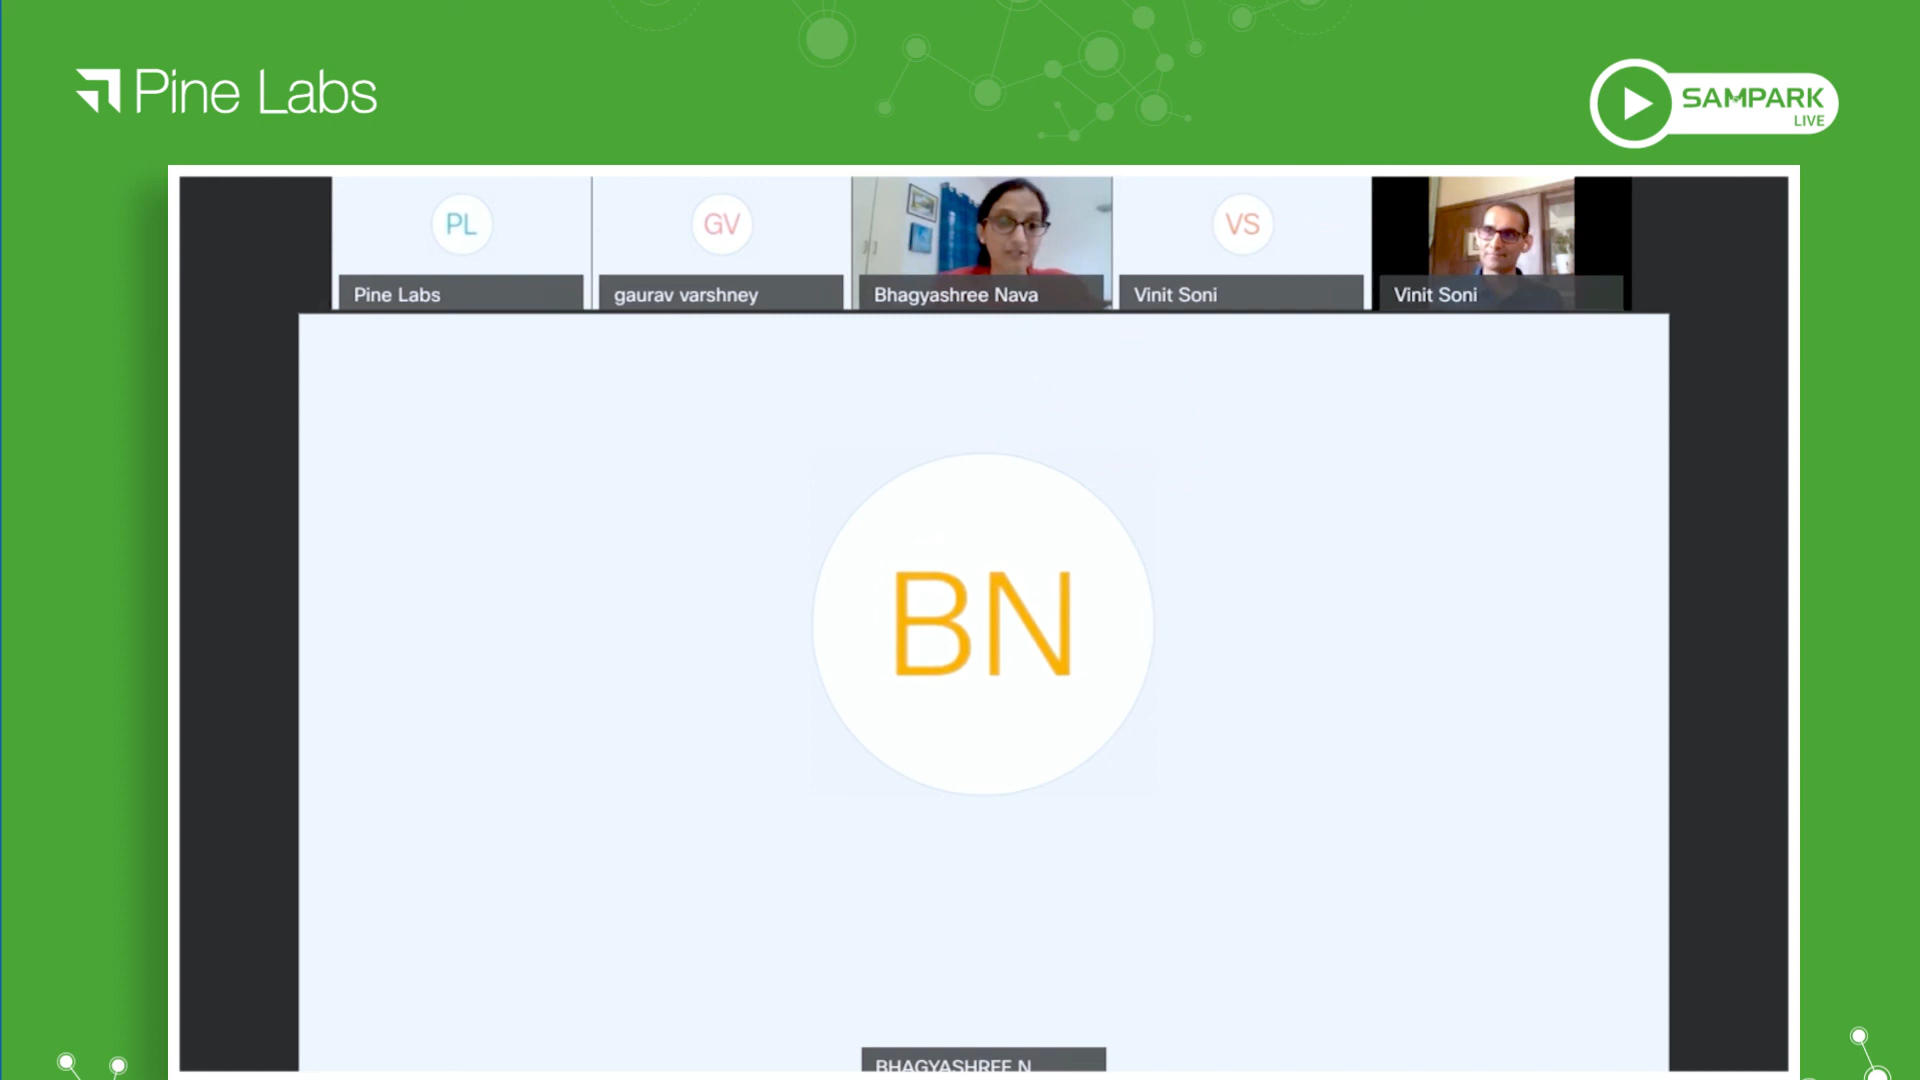 Pine Labs
SAMPARK
LIVE
PL
GV
VS
Pine Labs
gaurav varshney
Bhagyashree Nava
Vinit Soni
Vinit Soni
BN
BHAGYASHREE N